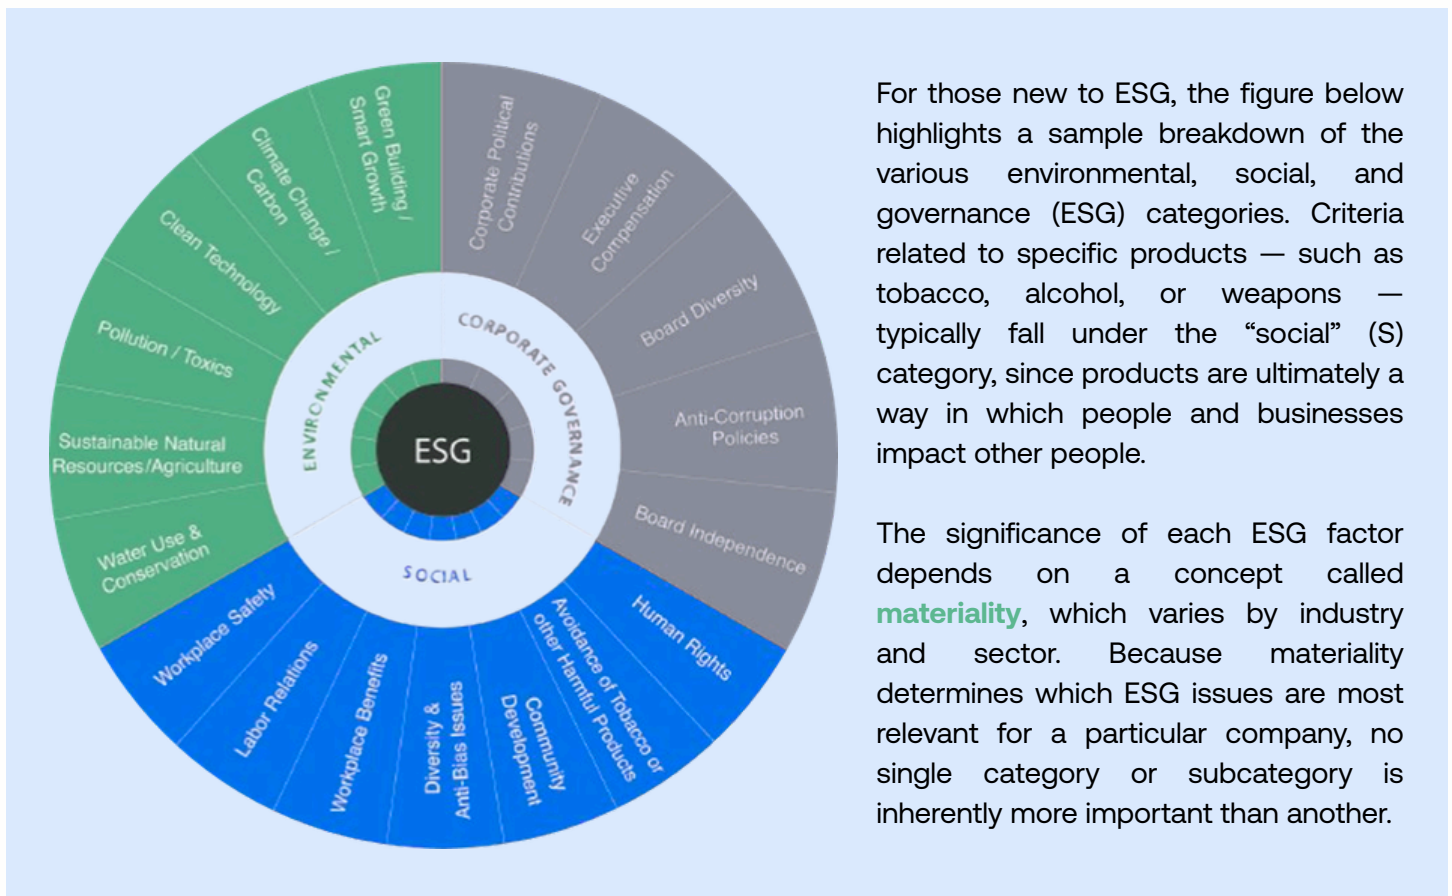 Green Building /
Smart Growth
Climate Change /
Carbon
Clean Technology
Pollution / Toxics
Sustainable Natural
Resources/Agriculture
Water Use &
Conservation
Corporate Political
Contributions
Executive
Compensation
Board Diversity
Anti-Corruption
Policies
Board Independence
Workplace Safety
Labor Relations
Workplace Benefits
Diversity &
Anti-Bias Issues
Community
Development
Avoidance of Tobacco or
other Harmful Products
Human Rights
ENVIRONMENTAL
CORPORATE GOVERNANCE
SOCIAL
ESG
For those new to ESG, the figure below
highlights a sample breakdown of the
various environmental, social, and
governance (ESG) categories. Criteria
related to specific products — such as
tobacco, alcohol, or weapons —
typically fall under the “social” (S)
category, since products are ultimately a
way in which people and businesses
impact other people.
The significance of each ESG factor
depends on a concept called
materiality, which varies by industry
and sector. Because materiality
determines which ESG issues are most
relevant for a particular company, no
single category or subcategory is
inherently more important than another.